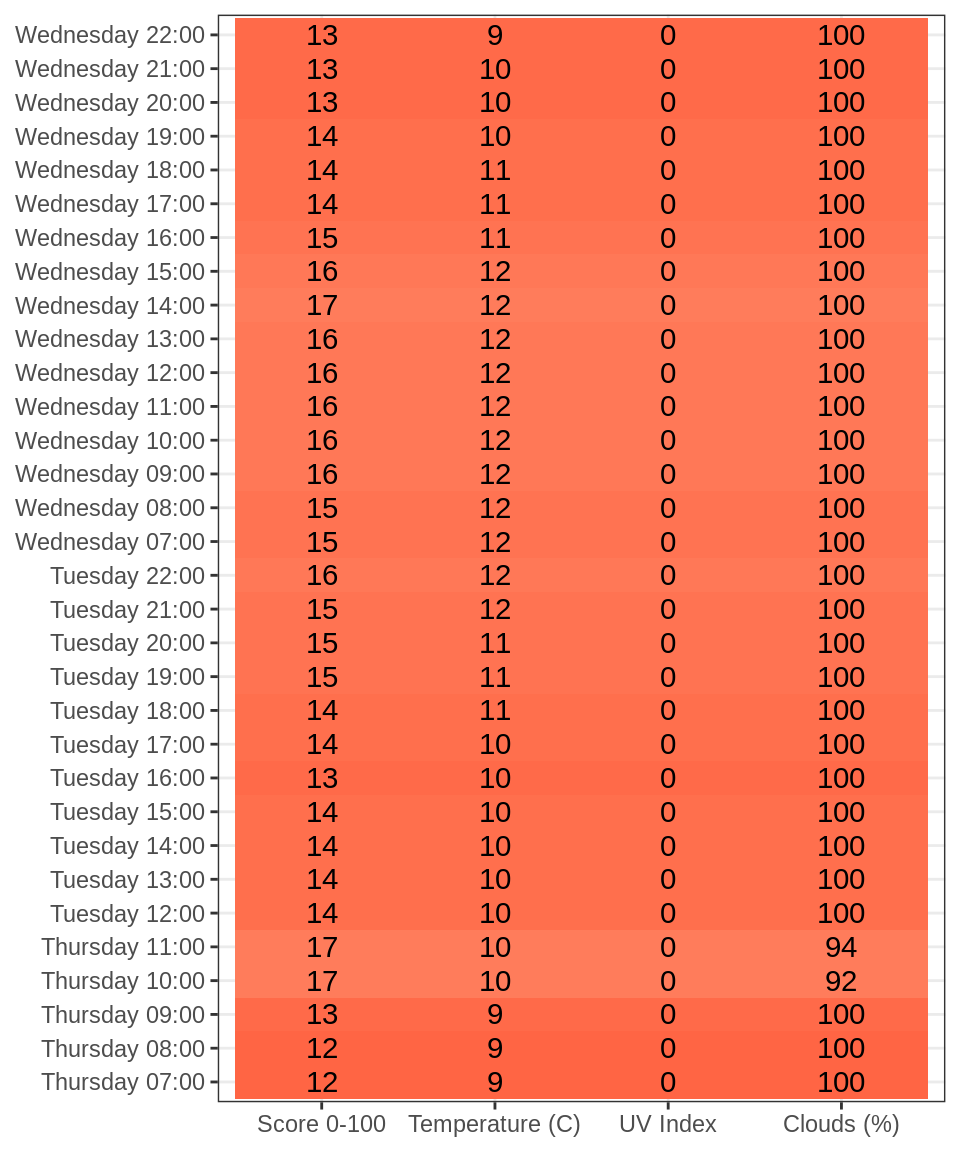 Wednesday 22:00 13 9 0 100
Wednesday 21:00 13 10 0 100
Wednesday 20:00 13 10 0 100
Wednesday 19:00 14 10 0 100
Wednesday 18:00 14 11 0 100
Wednesday 17:00 14 11 0 100
Wednesday 16:00 15 11 0 100
Wednesday 15:00 16 12 0 100
Wednesday 14:00 17 12 0 100
Wednesday 13:00 16 12 0 100
Wednesday 12:00 16 12 0 100
Wednesday 11:00 16 12 0 100
Wednesday 10:00 16 12 0 100
Wednesday 09:00 16 12 0 100
Wednesday 08:00 15 12 0 100
Wednesday 07:00 15 12 0 100
Tuesday 22:00 16 12 0 100
Tuesday 21:00 15 12 0 100
Tuesday 20:00 15 11 0 100
Tuesday 19:00 15 11 0 100
Tuesday 18:00 14 11 0 100
Tuesday 17:00 14 10 0 100
Tuesday 16:00 13 10 0 100
Tuesday 15:00 14 10 0 100
Tuesday 14:00 14 10 0 100
Tuesday 13:00 14 10 0 100
Tuesday 12:00 14 10 0 100
Thursday 11:00 17 10 0 94
Thursday 10:00 17 10 0 92
Thursday 09:00 13 9 0 100
Thursday 08:00 12 9 0 100
Thursday 07:00 12 9 0 100
Score 0-100 Temperature (C) UV Index Clouds (%)